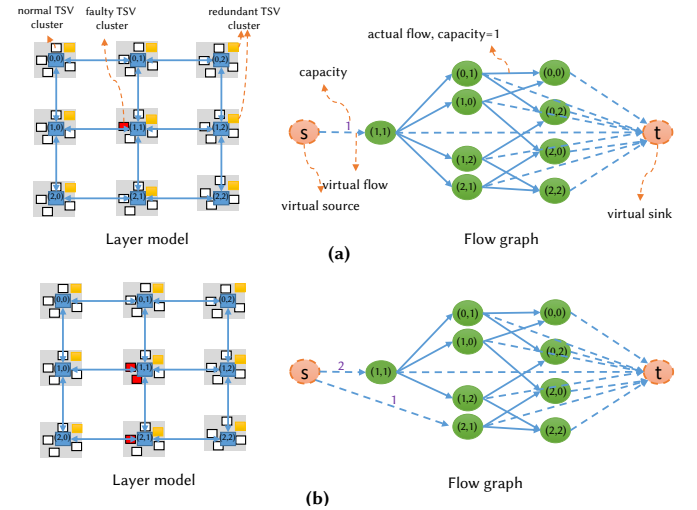 normal TSV
cluster
faulty TSV
cluster
redundant TSV
cluster
(0,0)
(0,1)
(0,2)
(1,0)
(1,1)
(1,2)
(2,0)
(2,1)
(2,2)
Layer model
actual flow, capacity=1
capacity
s
1
(1,1)
(0,1)
(1,0)
(1,2)
(2,1)
(0,0)
(0,2)
(2,0)
(2,2)
t
virtual flow
virtual source
virtual sink
Flow graph
(a)
(0,0)
(0,1)
(0,2)
(1,0)
(1,1)
(1,2)
(2,0)
(2,1)
(2,2)
Layer model
s
2
1
(1,1)
(0,1)
(1,0)
(1,2)
(2,1)
(0,0)
(0,2)
(2,0)
(2,2)
t
Flow graph
(b)